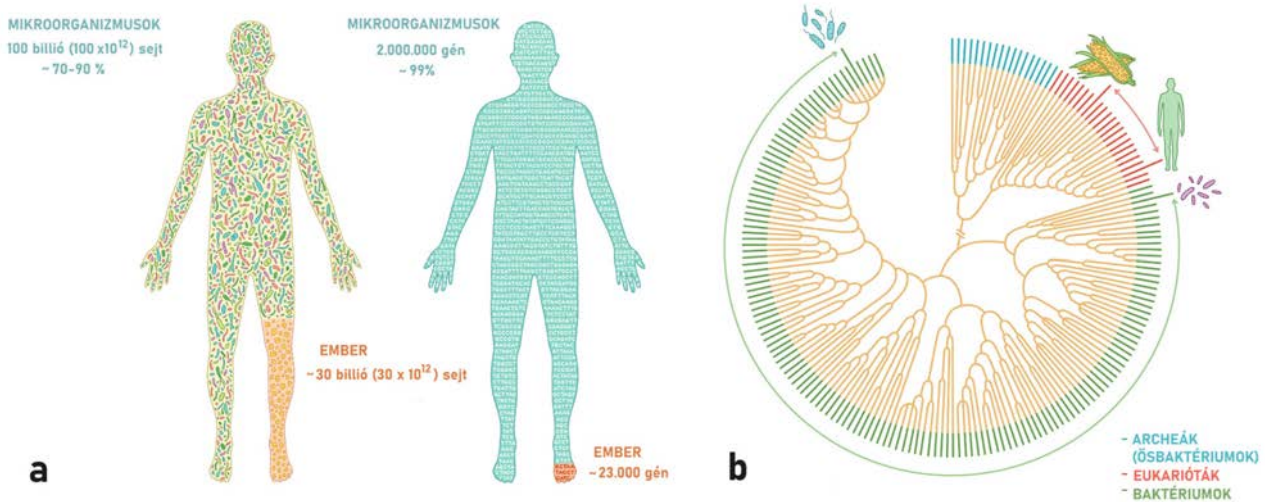 MIKROORGANIZMUSOK
100 billió (100 x10¹²) sejt
~ 70-90 %
EMBER
~30 billió (30 x 10¹²) sejt
MIKROORGANIZMUSOK
2.000.000 gén
~ 99%
EMBER
~23.000 gén
a
b
- ARCHEÁK
(ŐSBAKTÉRIUMOK)
- EUKARIÓTÁK
- BAKTÉRIUMOK